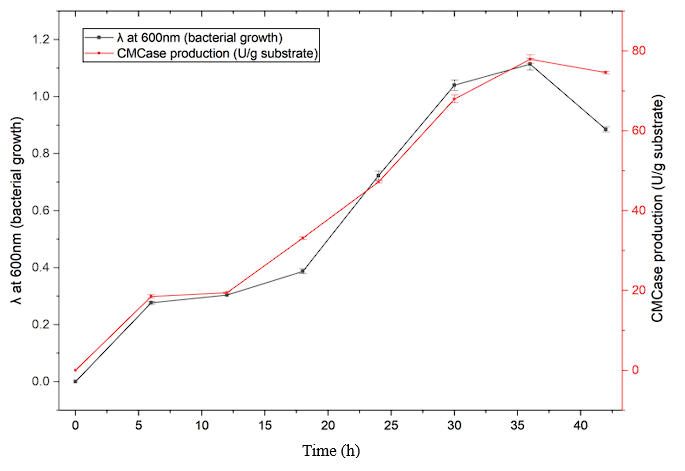 λ at 600nm (bacterial growth)
CMCase production (U/g substrate)
λ at 600nm (bacterial growth)
1.2
1.0
0.8
0.6
0.4
0.2
0.0
80
60
40
20
0
CMCase production (U/g substrate)
0 5 10 15 20 25 30 35 40
Time (h)